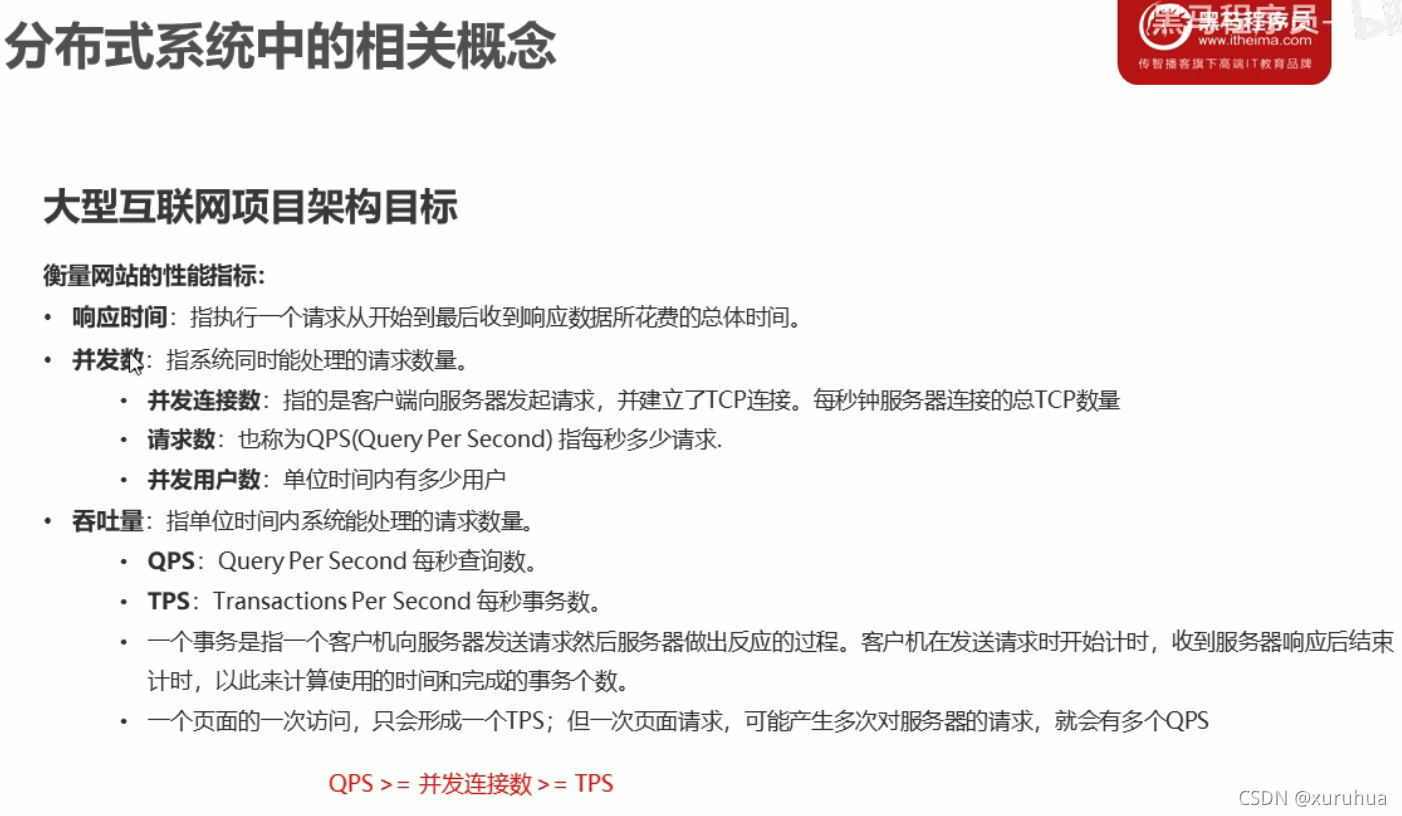 分布式系统中的相关概念
黑马程序员-
www.itheima.com
传智播客旗下高端IT教育品牌
大型互联网项目架构目标
衡量网站的性能指标:
• 响应时间：指执行一个请求从开始到最后收到响应数据所花费的总体时间。
• 并发数：指系统同时能处理的请求数量。
• 并发连接数：指的是客户端向服务器发起请求，并建立了TCP连接。每秒钟服务器连接的总TCP数量
• 请求数：也称为QPS(Query Per Second) 指每秒多少请求.
• 并发用户数：单位时间内有多少用户
• 吞吐量：指单位时间内系统能处理的请求数量。
• QPS：Query Per Second 每秒查询数。
• TPS：Transactions Per Second 每秒事务数。
• 一个事务是指一个客户机向服务器发送请求然后服务器做出反应的过程。客户机在发送请求时开始计时，收到服务器响应后结束
计时，以此来计算使用的时间和完成的事务个数。
• 一个页面的一次访问，只会形成一个TPS；但一次页面请求，可能产生多次对服务器的请求，就会有多个QPS
QPS >= 并发连接数 >= TPS
CSDN @xuruhua